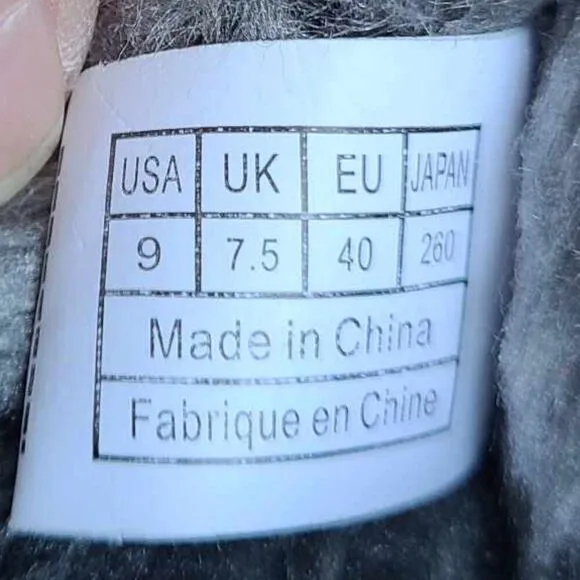 USA UK EU JAPAN
9 7.5 40 260
Made in China
Fabrique en Chine